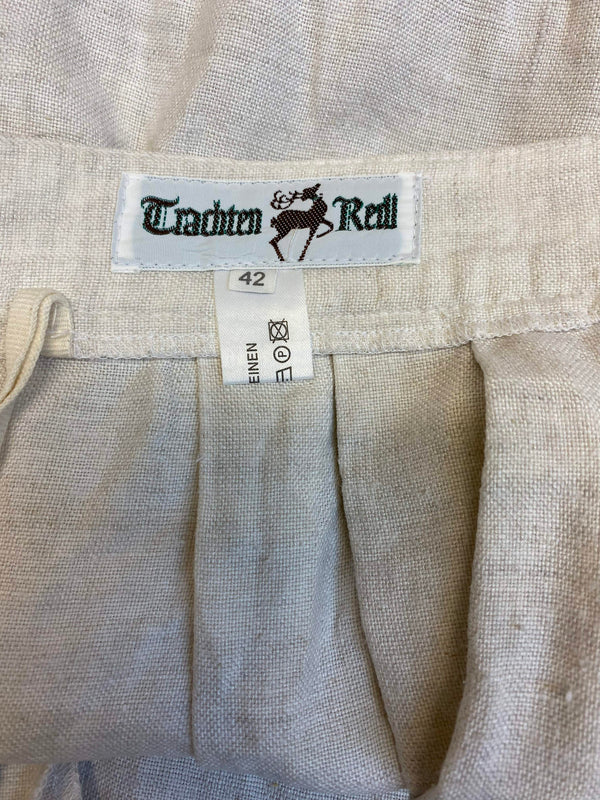 Trachten Reill
42
EINEN
P